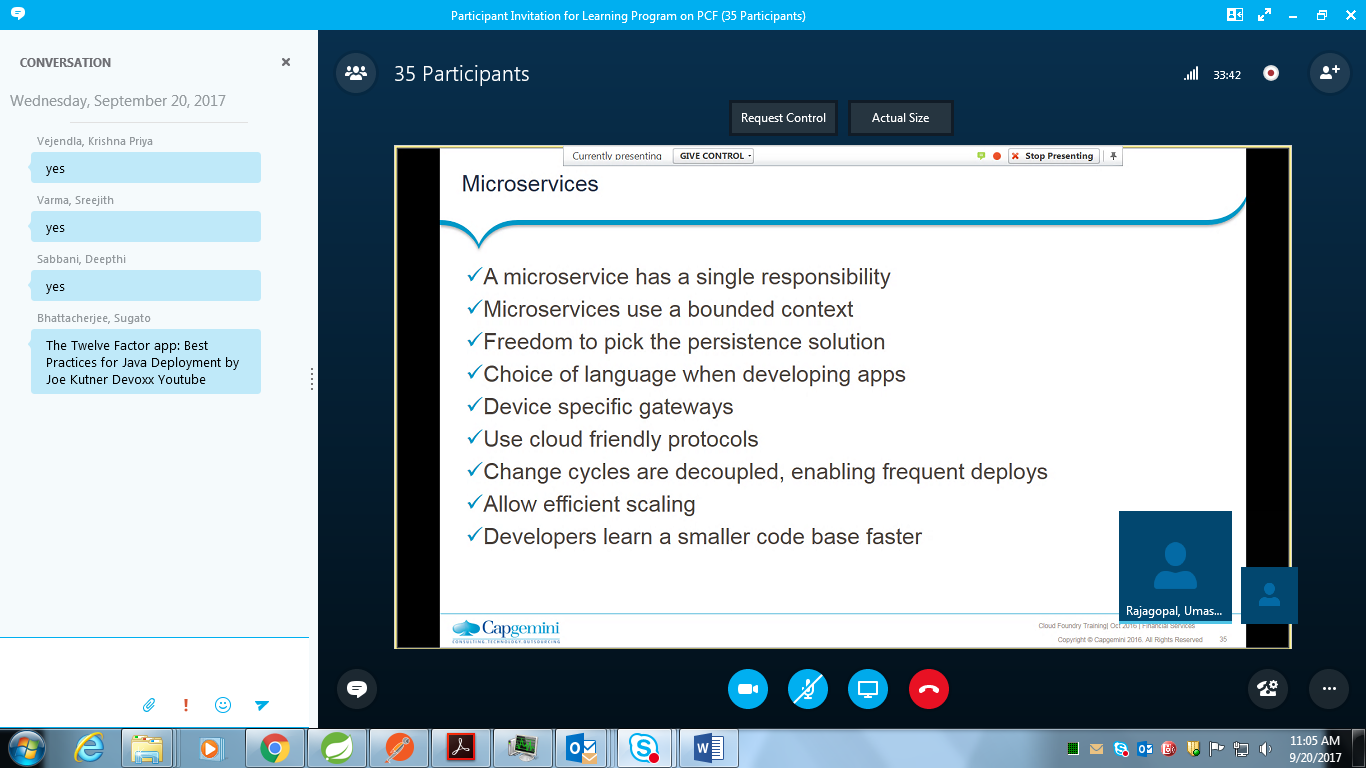 Participant Invitation for Learning Program on PCF (35 Participants)
CONVERSATION
Wednesday, September 20, 2017
Vejendla, Krishna Priya
yes
Varma, Sreejith
yes
Sabbani, Deepthi
yes
Bhattacherjee, Sugato
The Twelve Factor app: Best
Practices for Java Deployment by
Joe Kutner Devoxx Youtube
35 Participants
33:42
Request Control
Actual Size
Currently presenting
GIVE CONTROL
Stop Presenting
Microservices
A microservice has a single responsibility
Microservices use a bounded context
Freedom to pick the persistence solution
Choice of language when developing apps
Device specific gateways
Use cloud friendly protocols
Change cycles are decoupled, enabling frequent deploys
Allow efficient scaling
Developers learn a smaller code base faster
Rajagopal, Umas...
Capgemini
CONSULTING.TECHNOLOGY.OUTSOURCING
Cloud Foundry Training| Oct 2016 | Financial Services
Copyright © Capgemini 2016. All Rights Reserved
35
11:05 AM
9/20/2017